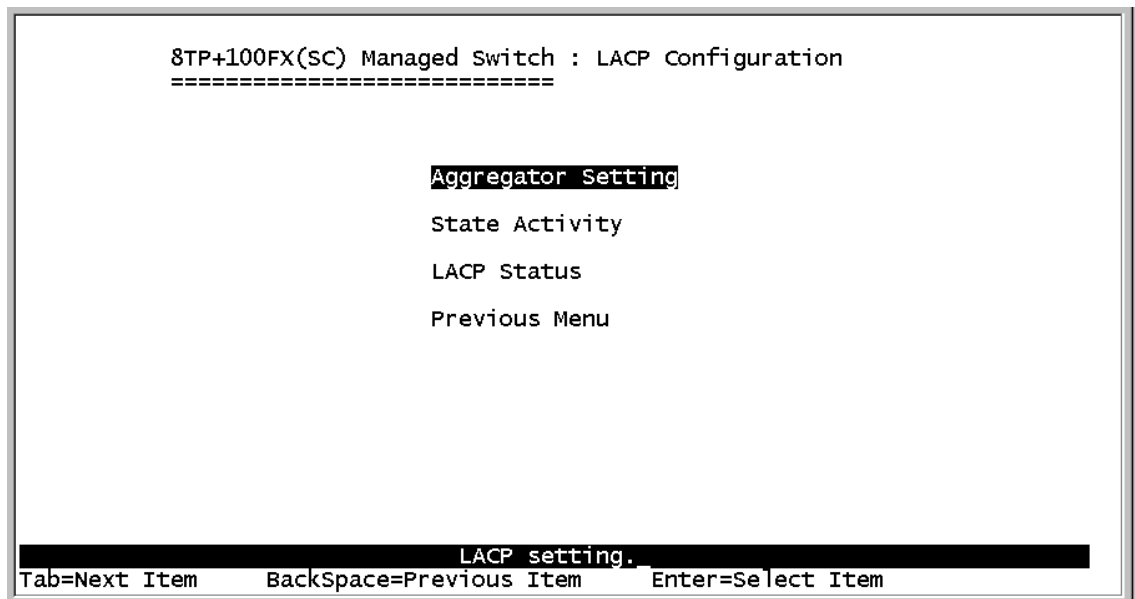 8TP+100FX(SC) Managed Switch : LACP Configuration
============================
Aggregator Setting
State Activity
LACP Status
Previous Menu
LACP setting._
Tab=Next Item BackSpace=Previous Item Enter=Select Item